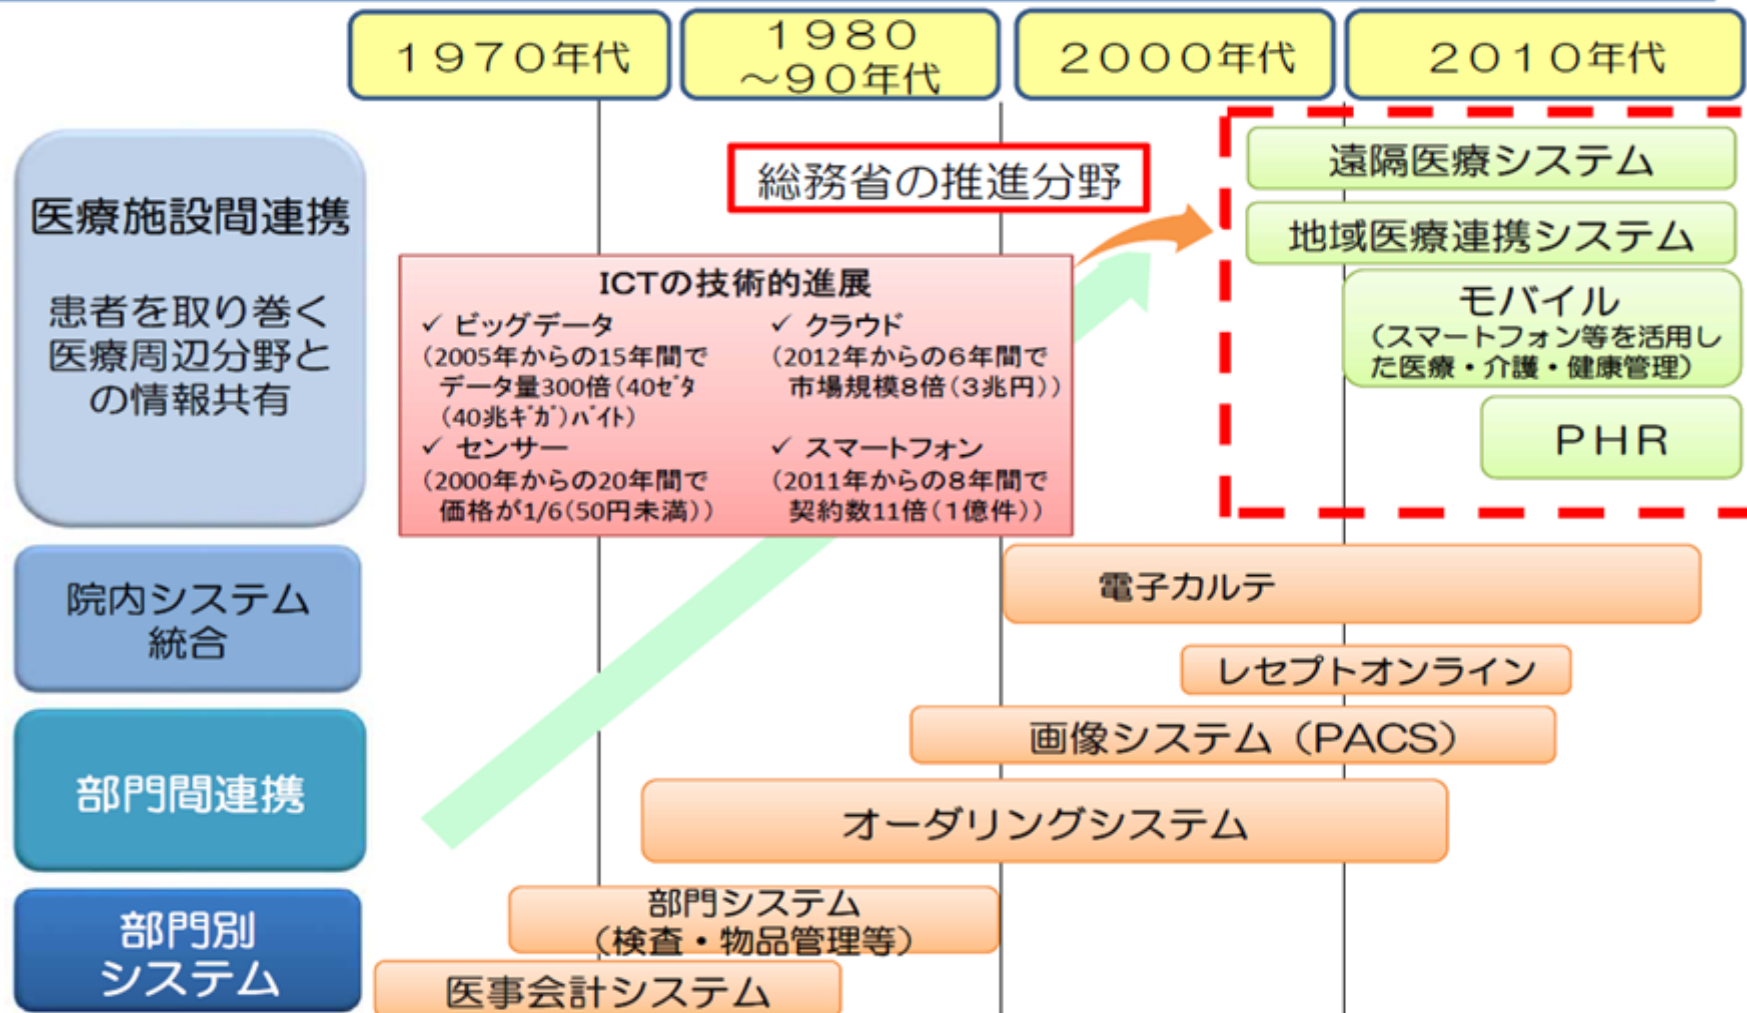 1970年代
1980
～90年代
2000年代
2010年代
医療施設間連携
患者を取り巻く
医療周辺分野と
の情報共有
総務省の推進分野
ICTの技術的進展
✓ ビッグデータ
(2005年からの15年間で
データ量300倍(40ｾﾞﾀ
(40兆ｷﾞｶﾞ)ﾊﾞｲﾄ)
✓ センサー
(2000年からの20年間で
価格が1/6(50円未満))
✓ クラウド
(2012年からの6年間で
市場規模8倍(3兆円))
✓ スマートフォン
(2011年からの8年間で
契約数11倍(1億件))
遠隔医療システム
地域医療連携システム
モバイル
（スマートフォン等を活用し
た医療・介護・健康管理）
PHR
院内システム
統合
電子カルテ
レセプトオンライン
部門間連携
画像システム（PACS）
オーダリングシステム
部門別
システム
部門システム
（検査・物品管理等）
医事会計システム